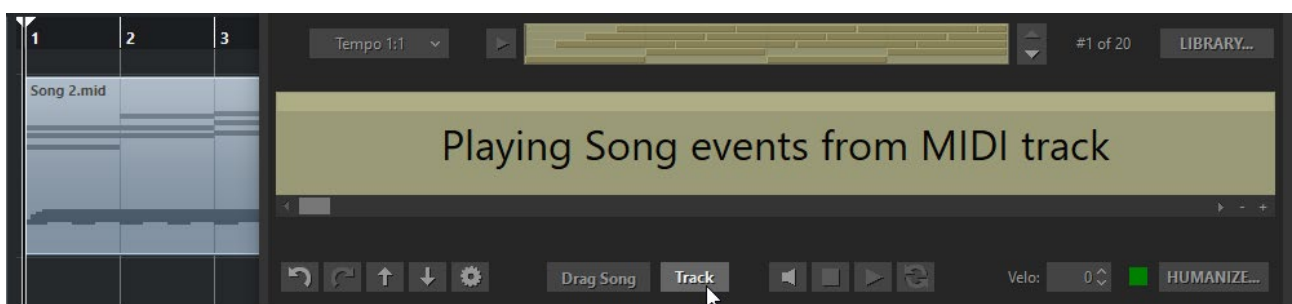 1 2 3
Tempo 1:1
#1 of 20
LIBRARY...
Song 2.mid
Playing Song events from MIDI track
- +
Drag Song
Track
Velo:
0
HUMANIZE...